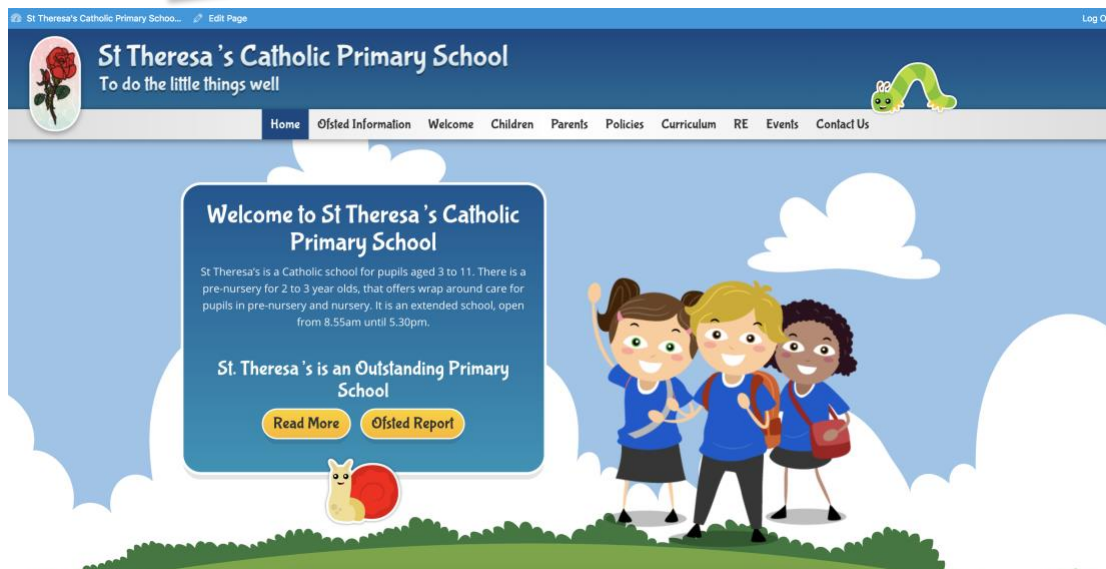 St Theresa's Catholic Primary Schoo... Edit Page Log O
St Theresa 's Catholic Primary School
To do the little things well
Home Ofsted Information Welcome Children Parents Policies Curriculum RE Events Contact Us
Welcome to St Theresa 's Catholic
Primary School
St Theresa's is a Catholic school for pupils aged 3 to 11. There is a
pre-nursery for 2 to 3 year olds, that offers wrap around care for
pupils in pre-nursery and nursery. It is an extended school, open
from 8.55am until 5.30pm.
St. Theresa 's is an Outstanding Primary
School
Read More Ofsted Report